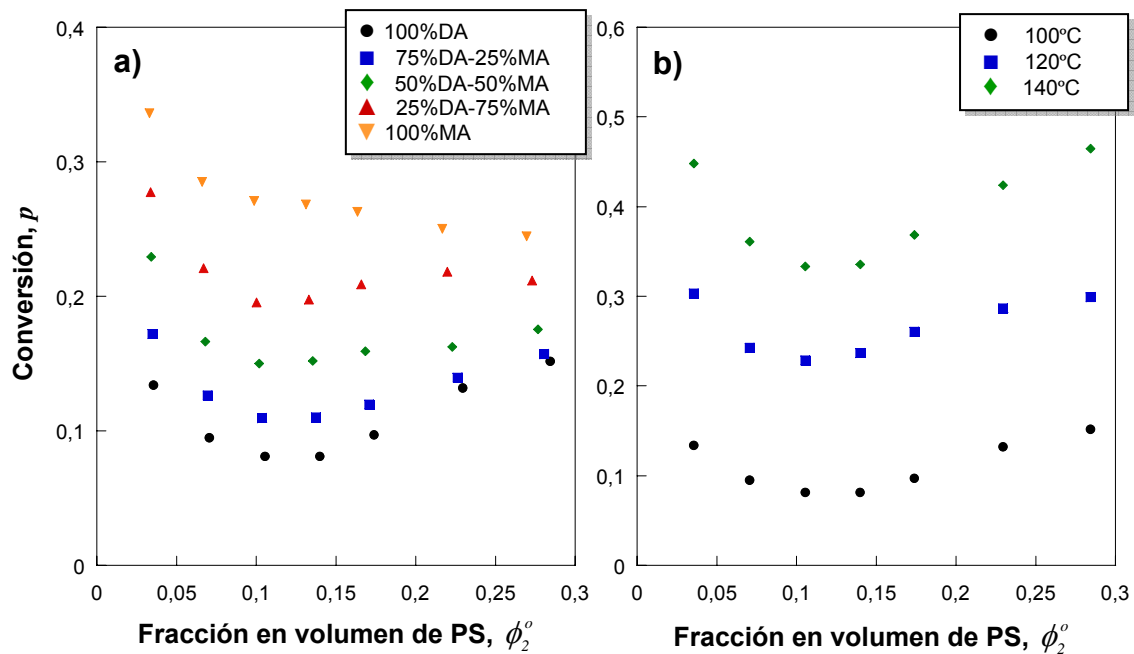 a)
100%DA
75%DA-25%MA
50%DA-50%MA
25%DA-75%MA
100%MA
0,4
0,3
0,2
0,1
0
Conversión, p
0 0,05 0,1 0,15 0,2 0,25 0,3
Fracción en volumen de PS, ϕ₂ᵒ
b)
100ºC
120ºC
140ºC
0,6
0,5
0,4
0,3
0,2
0,1
0
0 0,05 0,1 0,15 0,2 0,25 0,3
Fracción en volumen de PS, ϕ₂ᵒ